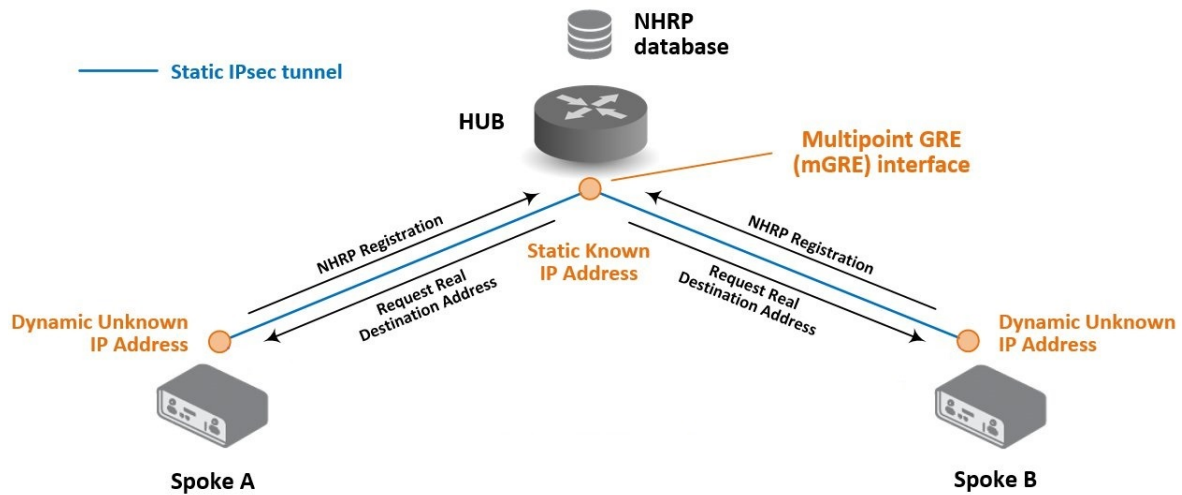 NHRP
database
Static IPsec tunnel
HUB
Multipoint GRE
(mGRE) interface
NHRP Registration
NHRP Registration
Static Known
IP Address
Request Real
Destination Address
Request Real
Destination Address
Dynamic Unknown
IP Address
Dynamic Unknown
IP Address
Spoke A
Spoke B